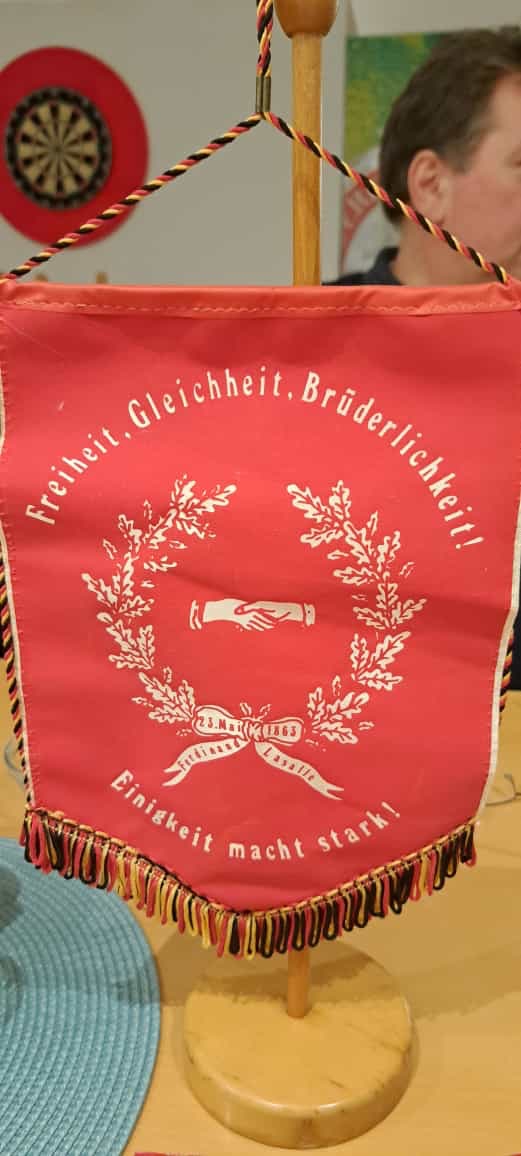 Freiheit, Gleichheit, Brüderlichkeit!
23. Mai 1863
Ferdinand Lasalle
Einigkeit macht stark!